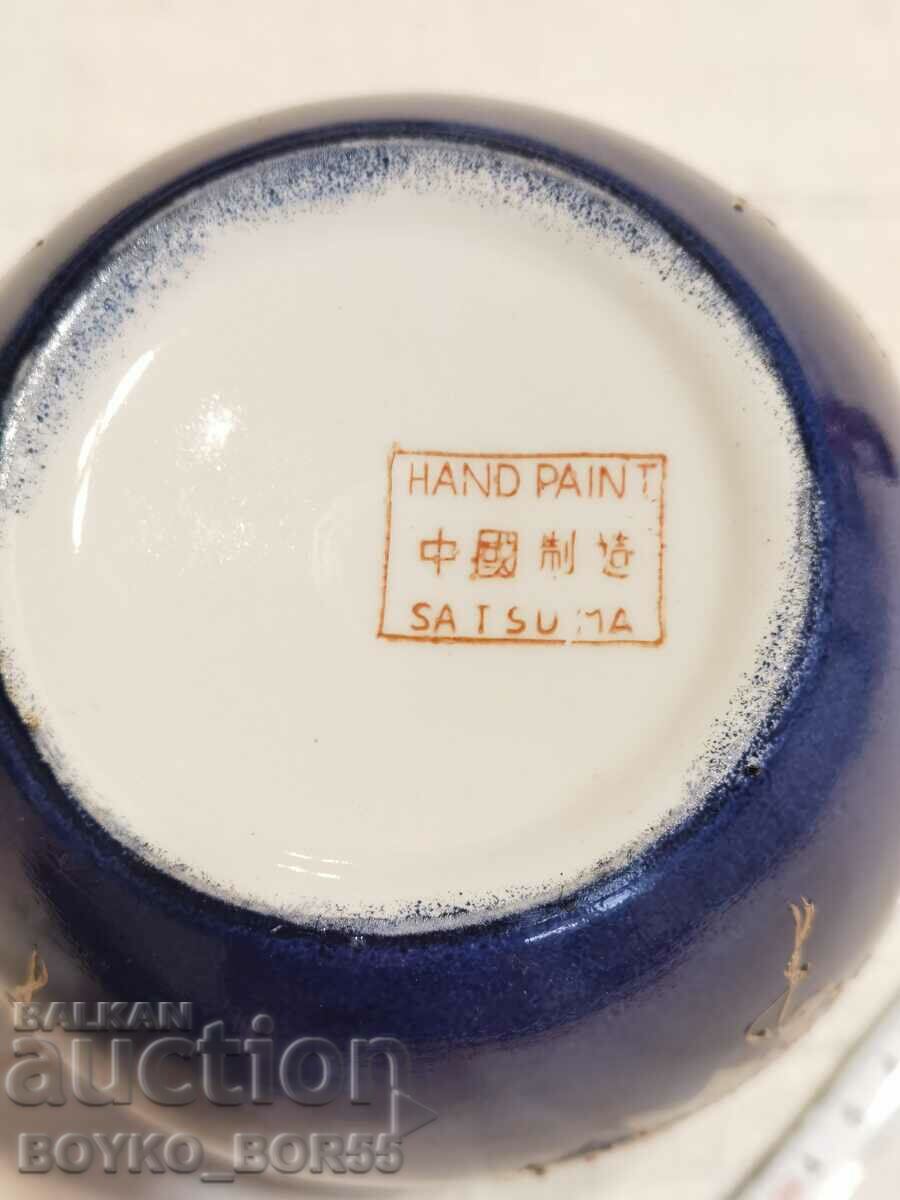 HAND PAINT
中國制造
SATSUMA
BALKAN
auction
BOYKO_BOR55